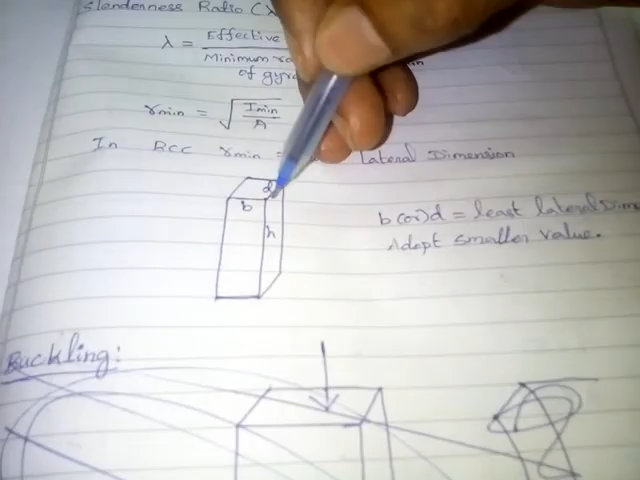 Slenderness Ratio (λ
λ = Effective
Minimum
of
rmin = √ Imin
A
In RCC rmin = Lateral Dimension
d
b
h
b(or)d = least lateral
Adopt smaller value.
Buckling: